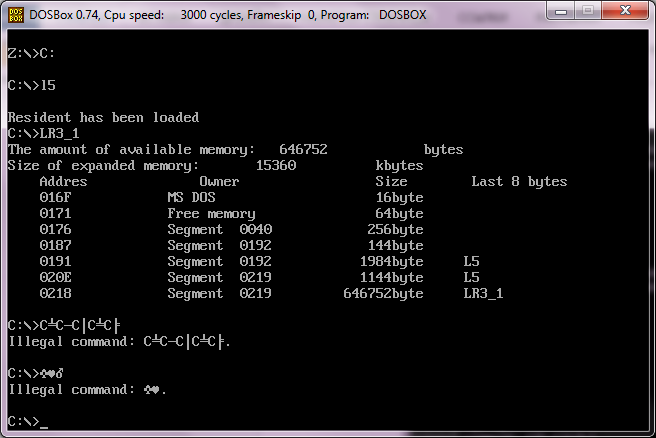 DOSBox 0.74, Cpu speed: 3000 cycles, Frameskip 0, Program: DOSBOX
Z:\>C:
C:\>l5
Resident has been loaded
C:\>LR3_1
The amount of available memory: 646752 bytes
Size of expanded memory: 15360 kbytes
Addres Owner Size Last 8 bytes
016F MS DOS 16byte
0171 Free memory 64byte
0176 Segment 0040 256byte
0187 Segment 0192 144byte
0191 Segment 0192 1984byte L5
020E Segment 0219 1144byte L5
0218 Segment 0219 646752byte LR3_1
C:\>C╩C─C│C╩C╞
Illegal command: C╩C─C│C╩C╞.
C:\>♧♥♂
Illegal command: ♧♥.
C:\>_